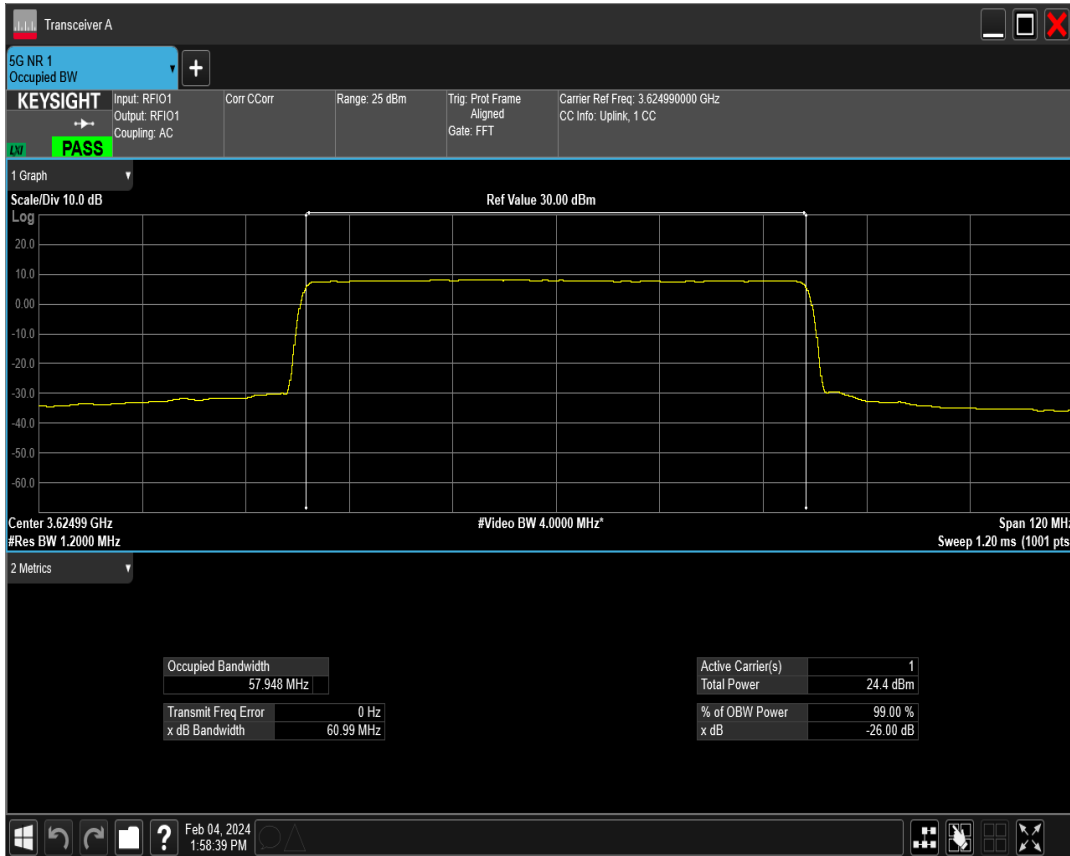 Transceiver A
5G NR 1
Occupied BW
KEYSIGHT
LXI
PASS
Input: RFIO1
Output: RFIO1
Coupling: AC
Corr CCorr
Range: 25 dBm
Trig: Prot Frame
Aligned
Gate: FFT
Carrier Ref Freq: 3.624990000 GHz
CC Info: Uplink, 1 CC
1 Graph
Scale/Div 10.0 dB
Ref Value 30.00 dBm
Log
20.0
10.0
0.00
-10.0
-20.0
-30.0
-40.0
-50.0
-60.0
Center 3.62499 GHz
#Video BW 4.0000 MHz*
Span 120 MHz
#Res BW 1.2000 MHz
Sweep 1.20 ms (1001 pts
2 Metrics
Occupied Bandwidth
57.948 MHz
Transmit Freq Error 0 Hz
x dB Bandwidth 60.99 MHz
Active Carrier(s) 1
Total Power 24.4 dBm
% of OBW Power 99.00 %
x dB -26.00 dB
Feb 04, 2024
1:58:39 PM